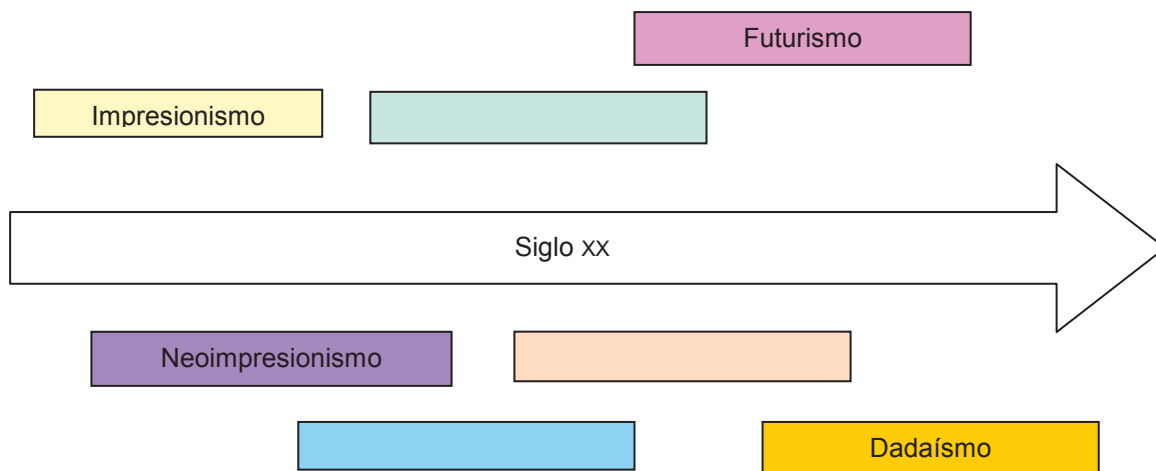 Futurismo
Impresionismo
Siglo XX
Neoimpresionismo
Dadaísmo